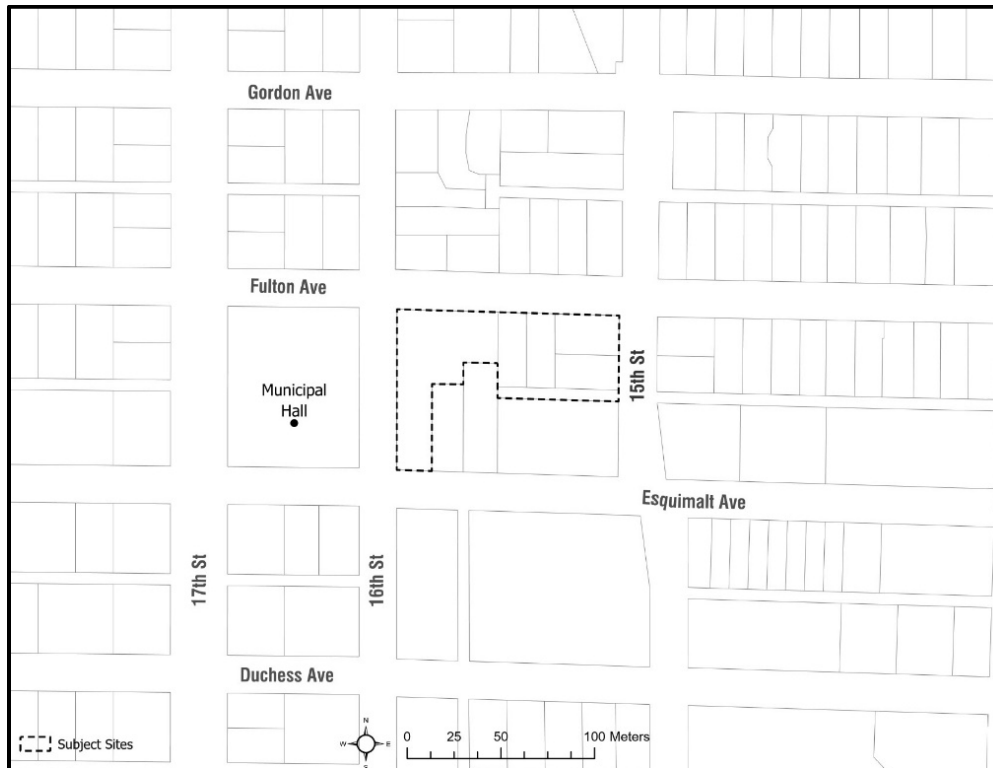 Gordon Ave
Fulton Ave
Municipal
Hall
15th St
Esquimalt Ave
17th St
16th St
Duchess Ave
Subject Sites
N
W E
S
0 25 50 100 Meters